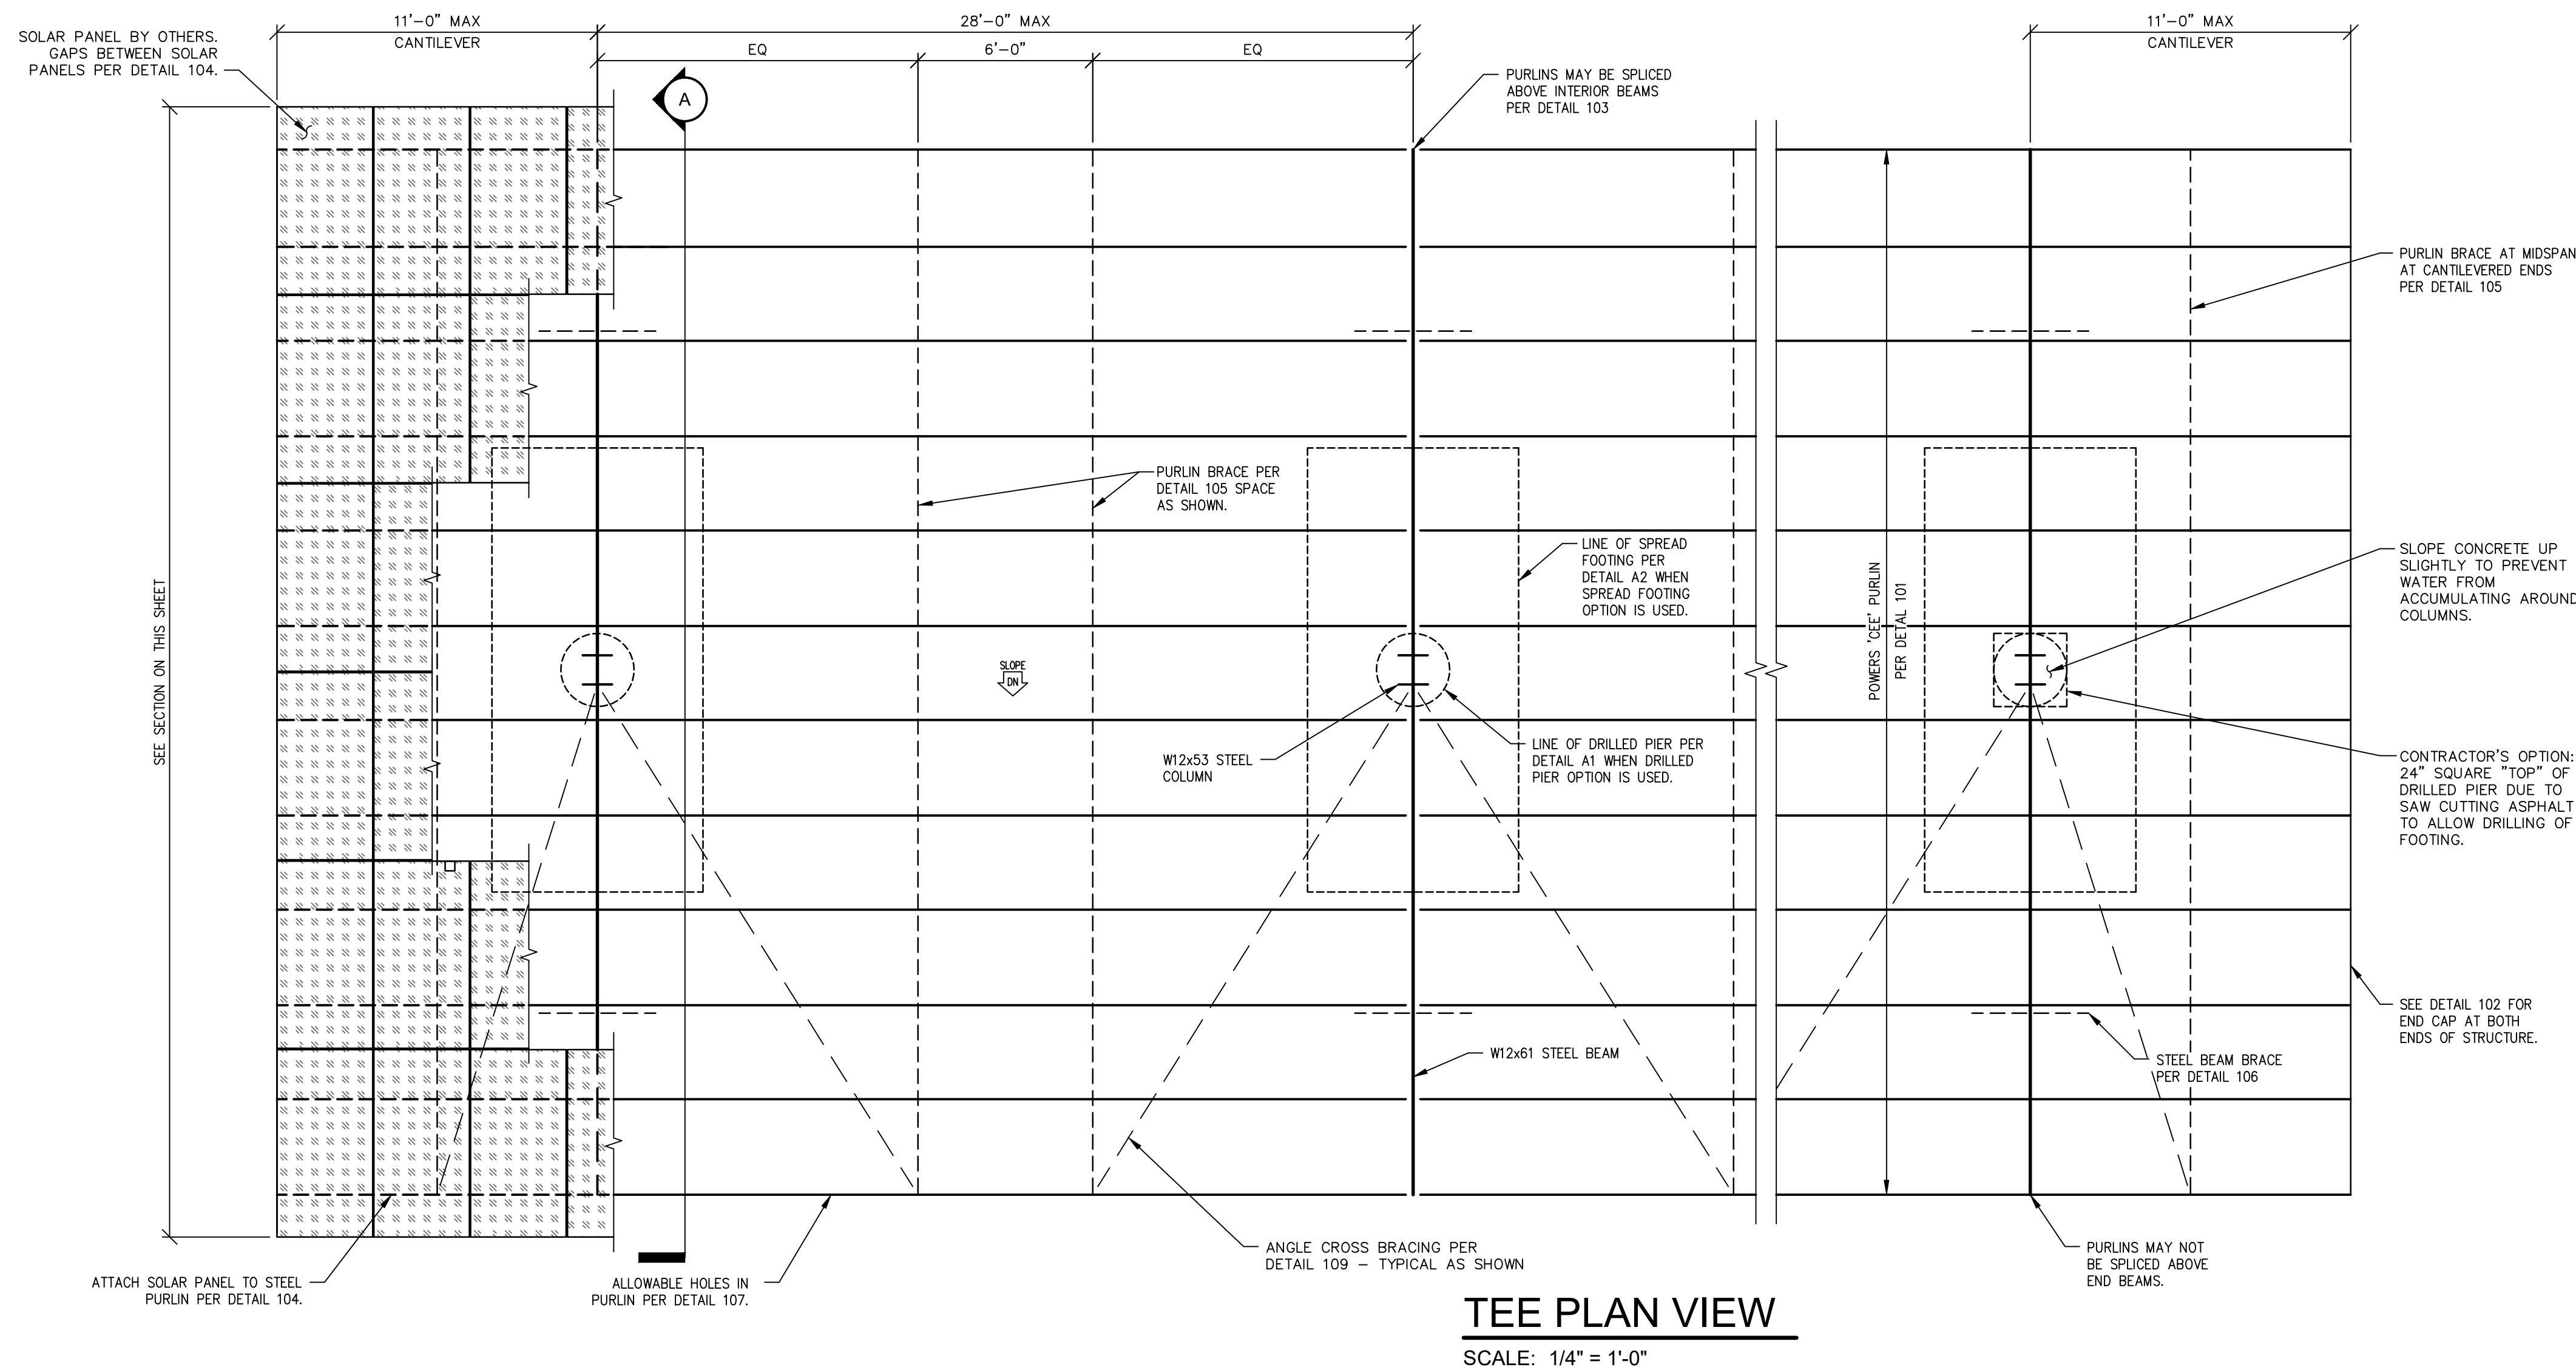 11'-0" MAX
CANTILEVER
28'-0" MAX
EQ
6'-0"
EQ
11'-0" MAX
CANTILEVER
SOLAR PANEL BY OTHERS.
GAPS BETWEEN SOLAR
PANELS PER DETAIL 104.
A
PURLINS MAY BE SPLICED
ABOVE INTERIOR BEAMS
PER DETAIL 103
PURLIN BRACE AT MIDSPAN
AT CANTILEVERED ENDS
PER DETAIL 105
PURLIN BRACE PER
DETAIL 105 SPACE
AS SHOWN.
LINE OF SPREAD
FOOTING PER
DETAIL A2 WHEN
SPREAD FOOTING
OPTION IS USED.
SLOPE CONCRETE UP
SLIGHTLY TO PREVENT
WATER FROM
ACCUMULATING AROUND
COLUMNS.
SEE SECTION ON THIS SHEET
POWERS 'CEE' PURLIN
PER DETAL 101
SLOPE
DN
W12x53 STEEL
COLUMN
LINE OF DRILLED PIER PER
DETAIL A1 WHEN DRILLED
PIER OPTION IS USED.
CONTRACTOR'S OPTION:
24" SQUARE "TOP" OF
DRILLED PIER DUE TO
SAW CUTTING ASPHALT
TO ALLOW DRILLING OF
FOOTING.
SEE DETAIL 102 FOR
END CAP AT BOTH
ENDS OF STRUCTURE.
W12x61 STEEL BEAM
STEEL BEAM BRACE
PER DETAIL 106
ATTACH SOLAR PANEL TO STEEL
PURLIN PER DETAIL 104.
ALLOWABLE HOLES IN
PURLIN PER DETAIL 107.
ANGLE CROSS BRACING PER
DETAIL 109 – TYPICAL AS SHOWN
PURLINS MAY NOT
BE SPLICED ABOVE
END BEAMS.
TEE PLAN VIEW
SCALE: 1/4" = 1'-0"